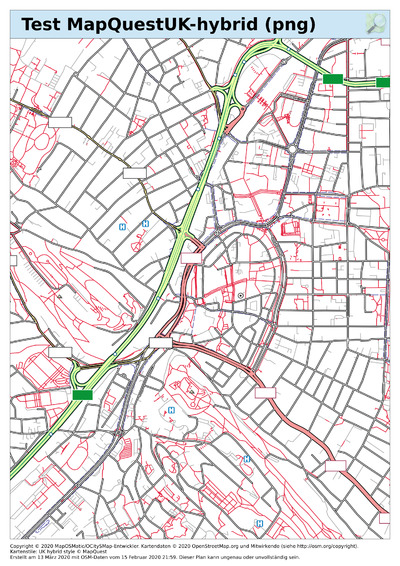 Test MapQuestUK-hybrid (png)
H
H
H
H
H
Copyright © 2020 MapOSMatic/OCitySMap-Entwickler. Kartendaten © 2020 OpenStreetMap.org und Mitwirkende (siehe http://osm.org/copyright).
Kartenstile: UK hybrid style © MapQuest
Erstellt am 13 März 2020 mit OSM-Daten vom 15 Februar 2020 21:59. Dieser Plan kann ungenau oder unvollständig sein.